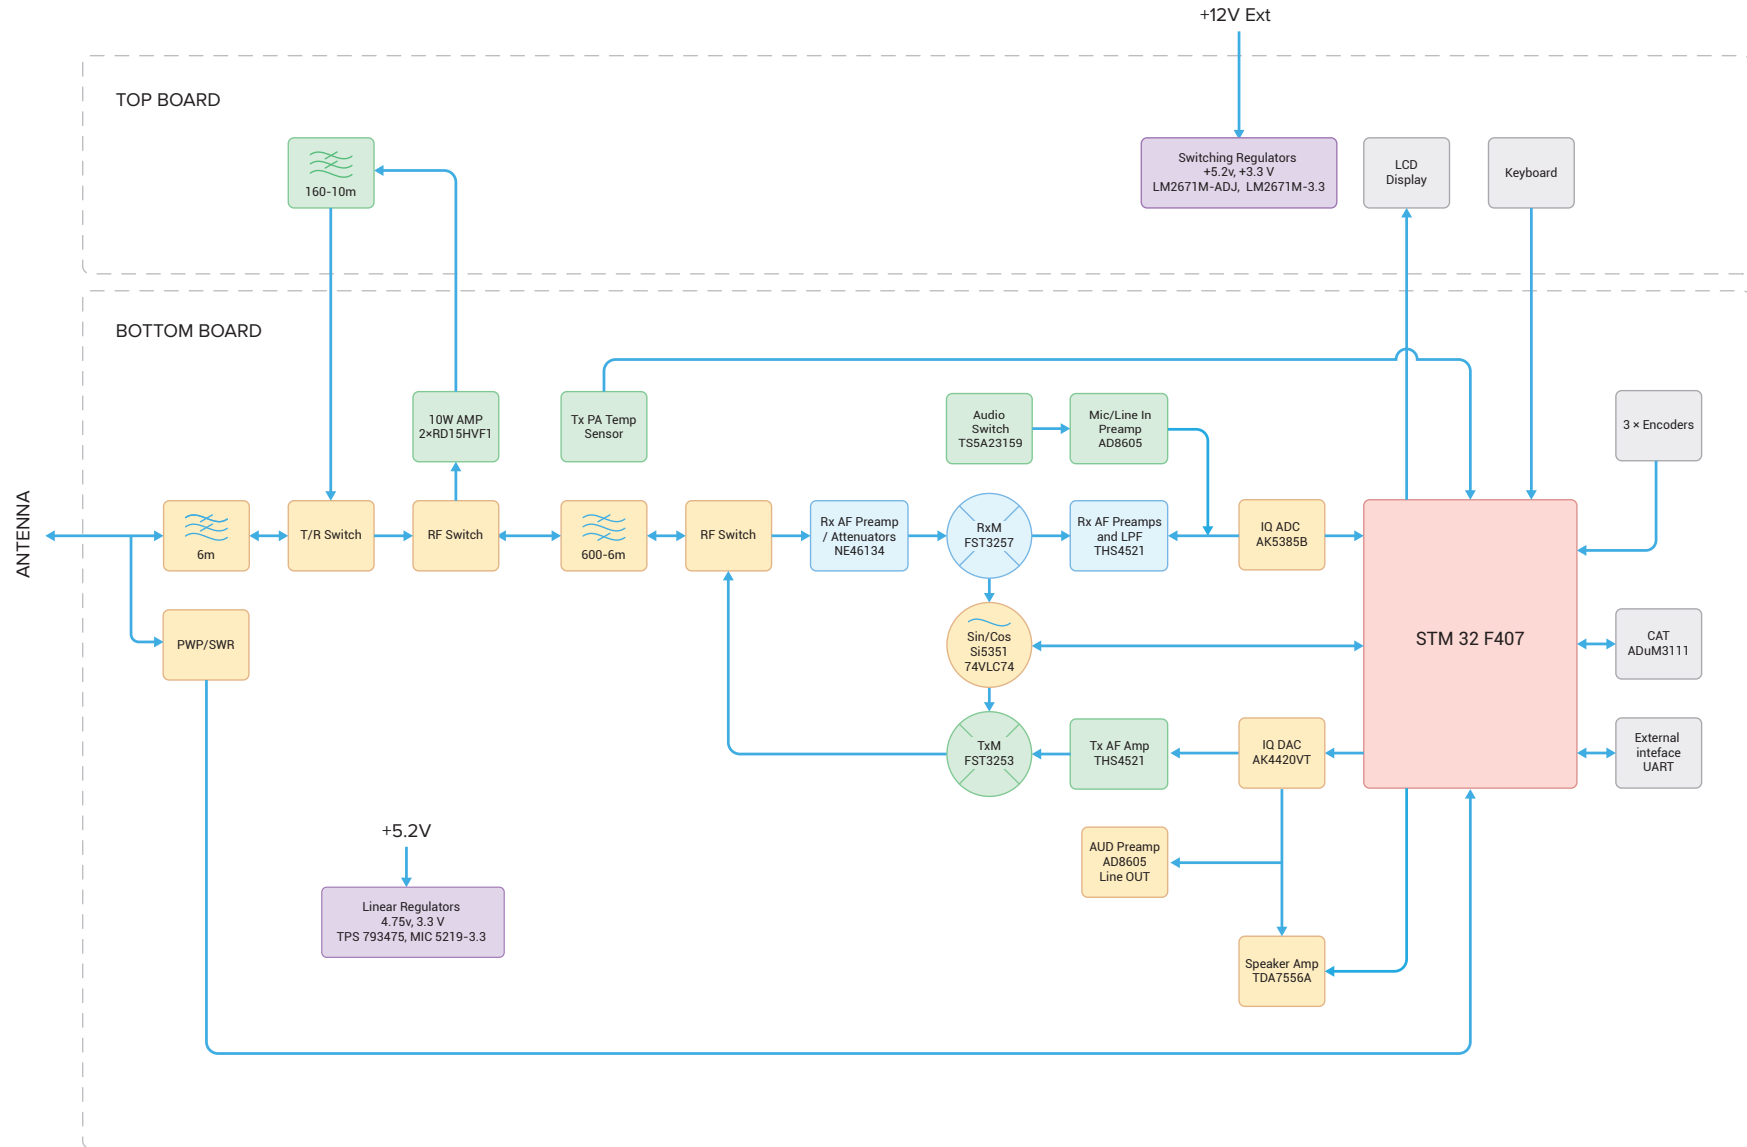 +12V Ext
TOP BOARD
160-10m
Switching Regulators
+5.2v, +3.3 V
LM2671M-ADJ, LM2671M-3.3
LCD
Display
Keyboard
BOTTOM BOARD
10W AMP
2×RD15HVF1
Tx PA Temp
Sensor
Audio
Switch
TS5A23159
Mic/Line In
Preamp
AD8605
3 × Encoders
ANTENNA
6m
T/R Switch
RF Switch
600-6m
RF Switch
Rx AF Preamp
/ Attenuators
NE46134
RxM
FST3257
Rx AF Preamps
and LPF
THS4521
IQ ADC
AK5385B
STM 32 F407
PWP/SWR
Sin/Cos
Si5351
74VLC74
CAT
ADuM3111
TxM
FST3253
Tx AF Amp
THS4521
IQ DAC
AK4420VT
External
inteface
UART
+5.2V
AUD Preamp
AD8605
Line OUT
Linear Regulators
4.75v, 3.3 V
TPS 793475, MIC 5219-3.3
Speaker Amp
TDA7556A